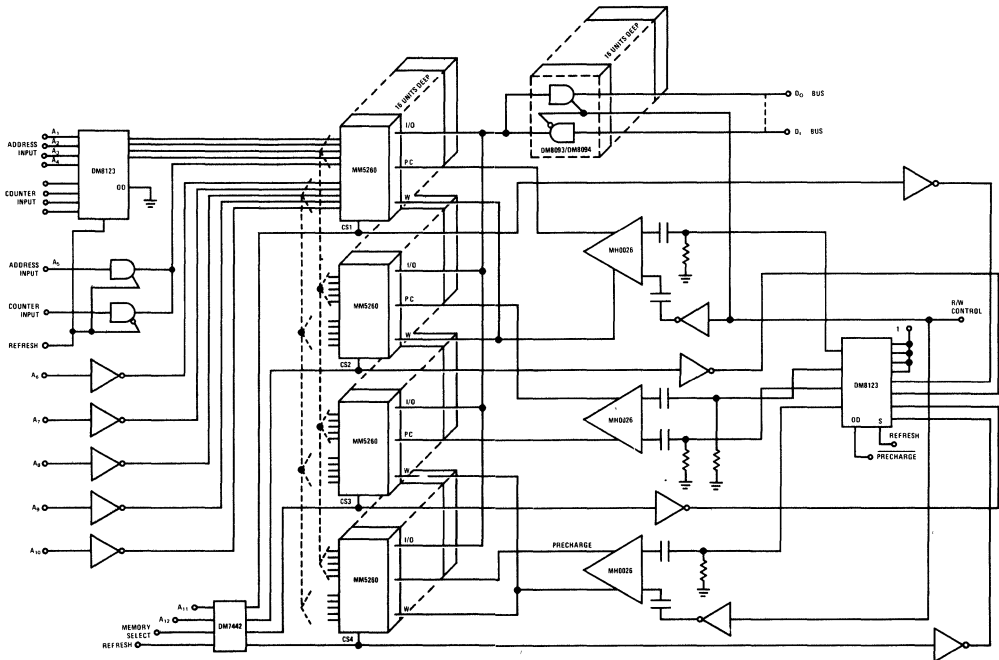 16 UNITS DEEP
16 UNITS DEEP
DO BUS
DI BUS
DM8093/DM8094
A1
ADDRESS INPUT
A2
A3
A4
DM8123
OD
COUNTER INPUT
I/O
MM5260
PC
W
CS1
ADDRESS INPUT
A5
COUNTER INPUT
REFRESH
I/O
MM5260
PC
W
CS2
MH0026
R/W CONTROL
1
DM8123
OD
S
REFRESH
PRECHARGE
A6
A7
A8
A9
A10
I/O
MM5260
PC
W
CS3
MH0026
I/O
PRECHARGE
MM5260
W
CS4
MH0026
A11
A12
MEMORY SELECT
REFRESH
DM7442